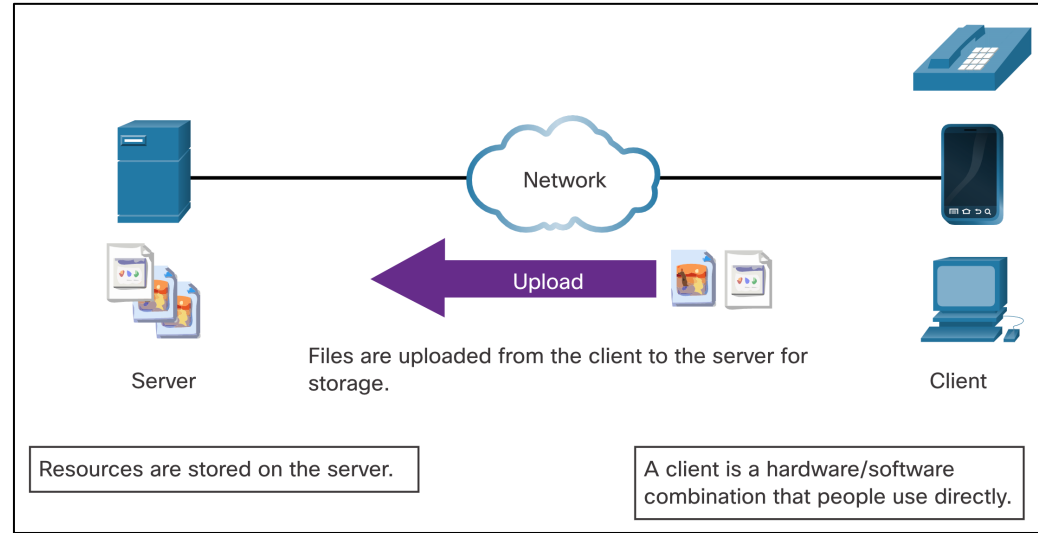 Network
Upload
Files are uploaded from the client to the server for
storage.
Server
Client
Resources are stored on the server.
A client is a hardware/software
combination that people use directly.